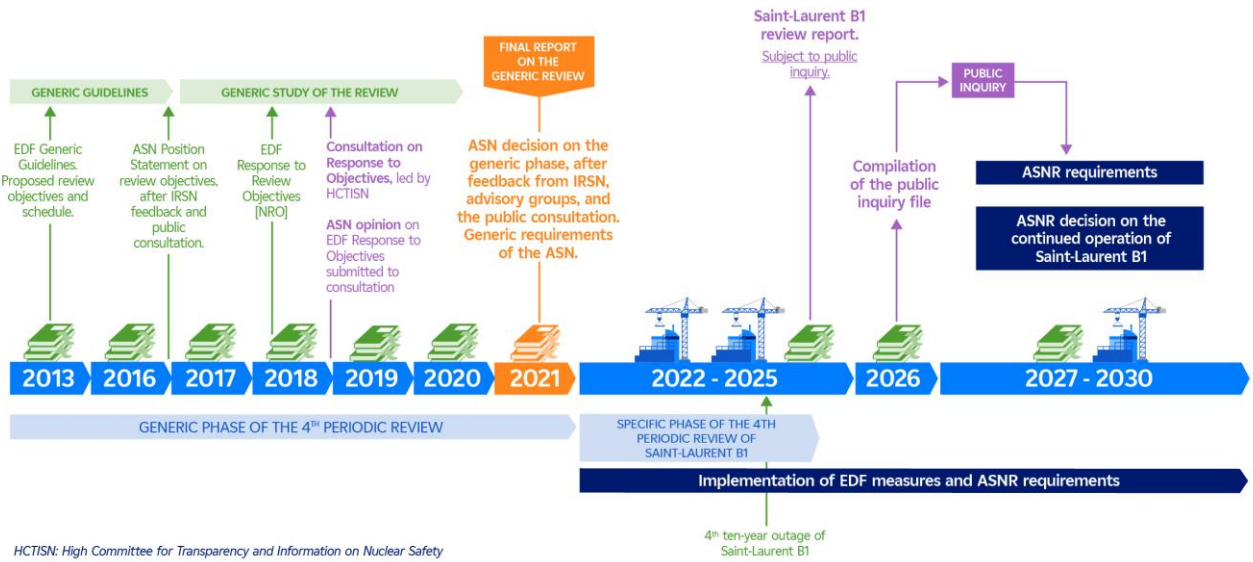 GENERIC GUIDELINES
GENERIC STUDY OF THE REVIEW
FINAL REPORT
ON THE
GENERIC REVIEW
Saint-Laurent B1
review report.
Subject to public
inquiry.
PUBLIC
INQUIRY
EDF Generic
Guidelines.
Proposed review
objectives and
schedule.
ASN Position
Statement on
review objectives,
after IRSN
feedback and
public
consultation.
EDF
Response to
Review
Objectives
[NRO]
Consultation on
Response to
Objectives, led by
HCTISN
ASN opinion on
EDF Response to
Objectives
submitted to
consultation
ASN decision on the
generic phase, after
feedback from IRSN,
advisory groups, and
the public consultation.
Generic requirements
of the ASN.
Compilation
of the public
inquiry file
ASNR requirements
ASNR decision on the
continued operation of
Saint-Laurent B1
2013
2016
2017
2018
2019
2020
2021
2022 - 2025
2026
2027 - 2030
GENERIC PHASE OF THE 4TH PERIODIC REVIEW
SPECIFIC PHASE OF THE 4TH
PERIODIC REVIEW OF
SAINT-LAURENT B1
Implementation of EDF measures and ASNR requirements
4th ten-year outage of
Saint-Laurent B1
HCTISN: High Committee for Transparency and Information on Nuclear Safety